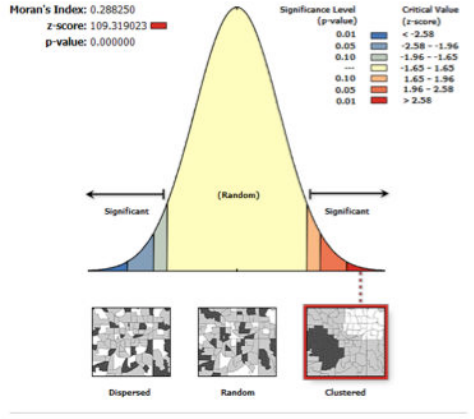 Moran's Index: 0.288250
z-score: 109.319023
p-value: 0.000000
Significance Level
(p-value)
Critical Value
(z-score)
0.01 < -2.58
0.05 -2.58 - -1.96
0.10 -1.96 - -1.65
--- -1.65 - 1.65
0.10 1.65 - 1.96
0.05 1.96 - 2.58
0.01 > 2.58
(Random)
Significant
Significant
Dispersed
Random
Clustered